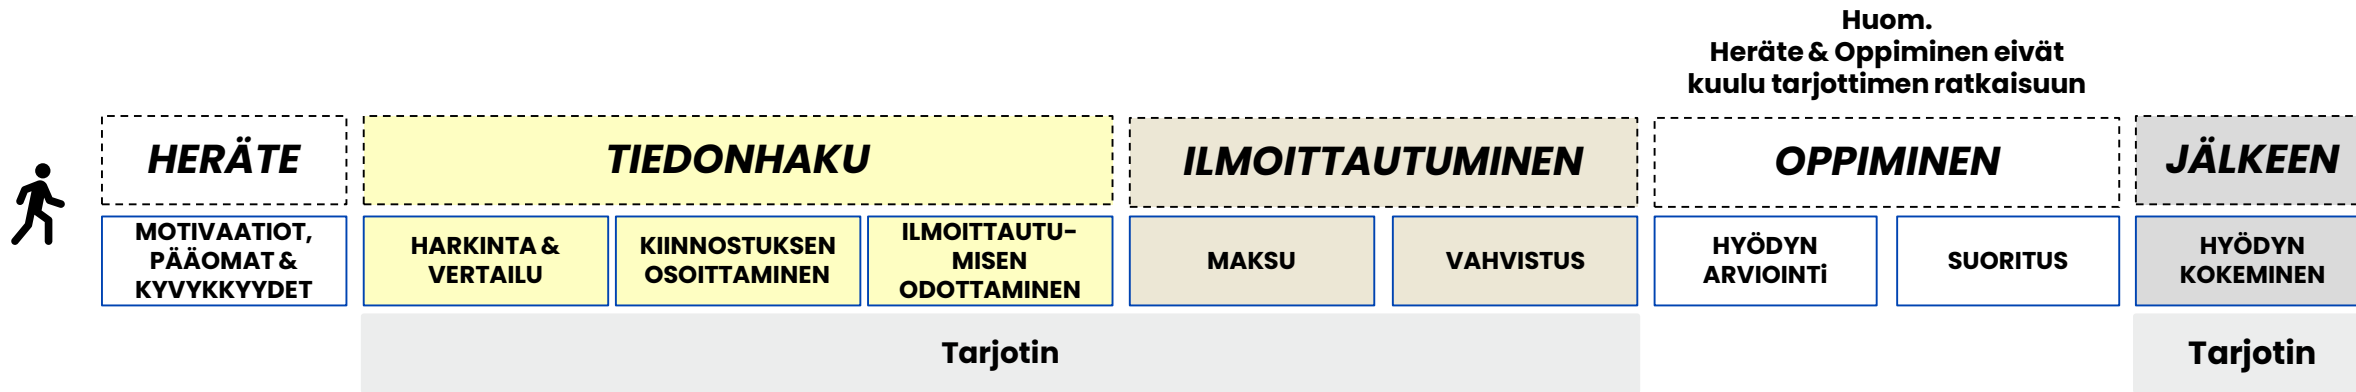 Huom.
Heräte & Oppiminen eivät
kuulu tarjottimen ratkaisuun
HERÄTE
TIEDONHAKU
ILMOITTAUTUMINEN
OPPIMINEN
JÄLKEEN
MOTIVAATIOT,
PÄÄOMAT &
KYVYKKYYDET
HARKINTA &
VERTAILU
KIINNOSTUKSEN
OSOITTAMINEN
ILMOITTAUTU-
MISEN
ODOTTAMINEN
MAKSU
VAHVISTUS
HYÖDYN
ARVIOINTi
SUORITUS
HYÖDYN
KOKEMINEN
Tarjotin
Tarjotin